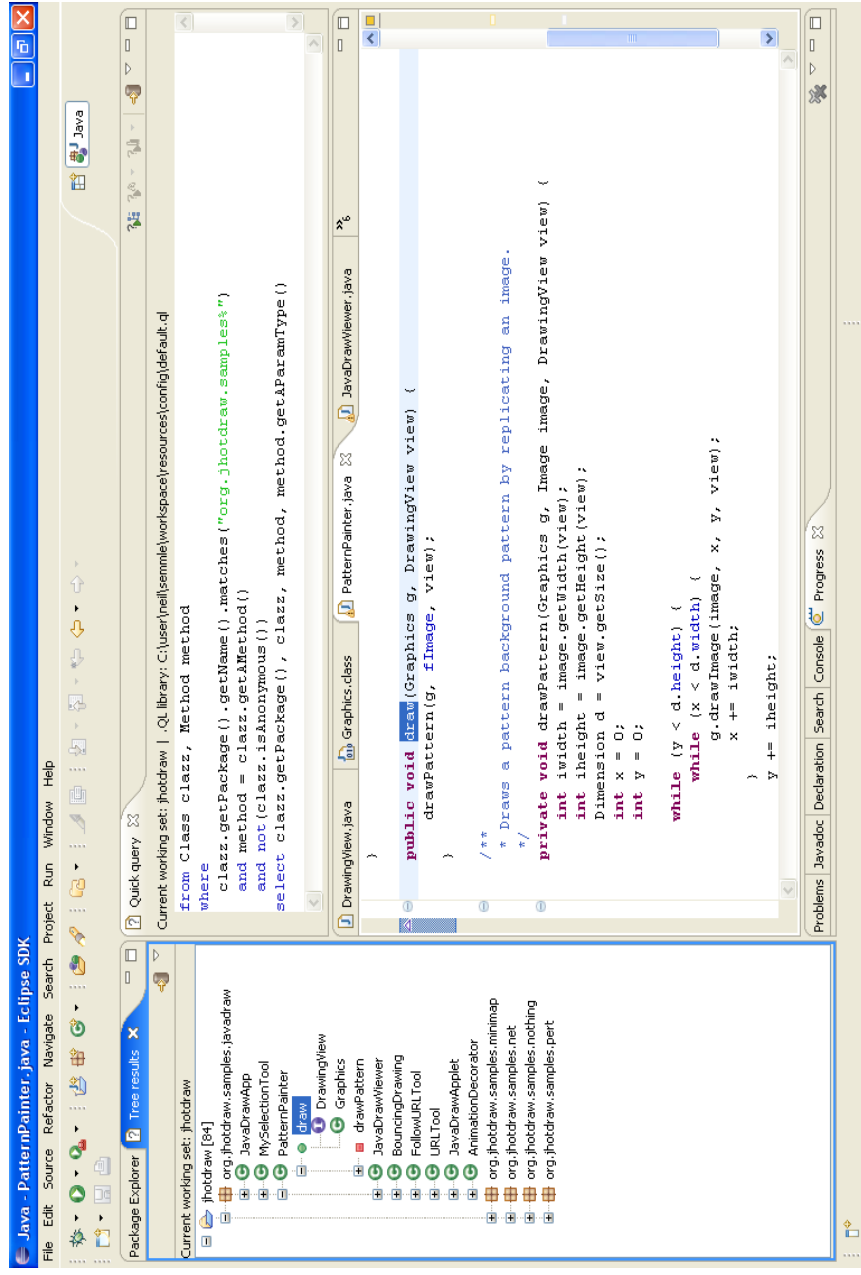 Java - PatternPainter.java - Eclipse SDK
File Edit Source Refactor Navigate Search Project Run Window Help
Java
Package Explorer Tree results
Current working set: jhotdraw
jhotdraw [84]
org.jhotdraw.samples.javadraw
JavaDrawApp
MySelectionTool
PatternPainter
draw
DrawingView
Graphics
drawPattern
JavaDrawViewer
BouncingDrawing
FollowURLTool
URLTool
JavaDrawApplet
AnimationDecorator
org.jhotdraw.samples.minimap
org.jhotdraw.samples.net
org.jhotdraw.samples.nothing
org.jhotdraw.samples.pert
Quick query
Current working set: jhotdraw | .QL library: C:\user\neil\semmle\workspace\resources\config\default.ql
from Class clazz, Method method
where
clazz.getPackage().getName().matches("org.jhotdraw.samples%")
and method = clazz.getAMethod()
and not(clazz.isAnonymous())
select clazz.getPackage(), clazz, method, method.getAParamType()
DrawingView.java Graphics.class PatternPainter.java JavaDrawViewer.java »6
}
public void draw(Graphics g, DrawingView view) {
drawPattern(g, fImage, view);
}
/**
* Draws a pattern background pattern by replicating an image.
*/
private void drawPattern(Graphics g, Image image, DrawingView view) {
int iwidth = image.getWidth(view);
int iheight = image.getHeight(view);
Dimension d = view.getSize();
int x = 0;
int y = 0;
while (y < d.height) {
while (x < d.width) {
g.drawImage(image, x, y, view);
x += iwidth;
}
y += iheight;
Problems Javadoc Declaration Search Console Progress